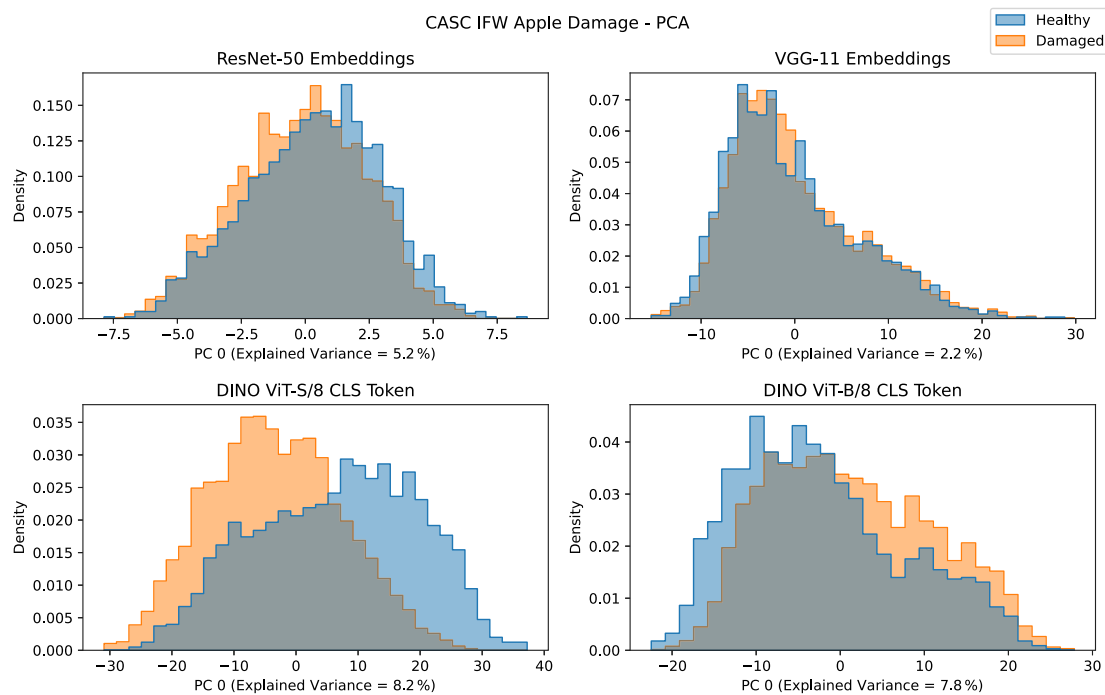 CASC IFW Apple Damage - PCA
Healthy
Damaged
ResNet-50 Embeddings
Density
0.150
0.125
0.100
0.075
0.050
0.025
0.000
−7.5 −5.0 −2.5 0.0 2.5 5.0 7.5
PC 0 (Explained Variance = 5.2 %)
VGG-11 Embeddings
Density
0.07
0.06
0.05
0.04
0.03
0.02
0.01
0.00
−10 0 10 20 30
PC 0 (Explained Variance = 2.2 %)
DINO ViT-S/8 CLS Token
Density
0.035
0.030
0.025
0.020
0.015
0.010
0.005
0.000
−30 −20 −10 0 10 20 30 40
PC 0 (Explained Variance = 8.2 %)
DINO ViT-B/8 CLS Token
Density
0.04
0.03
0.02
0.01
0.00
−20 −10 0 10 20 30
PC 0 (Explained Variance = 7.8 %)